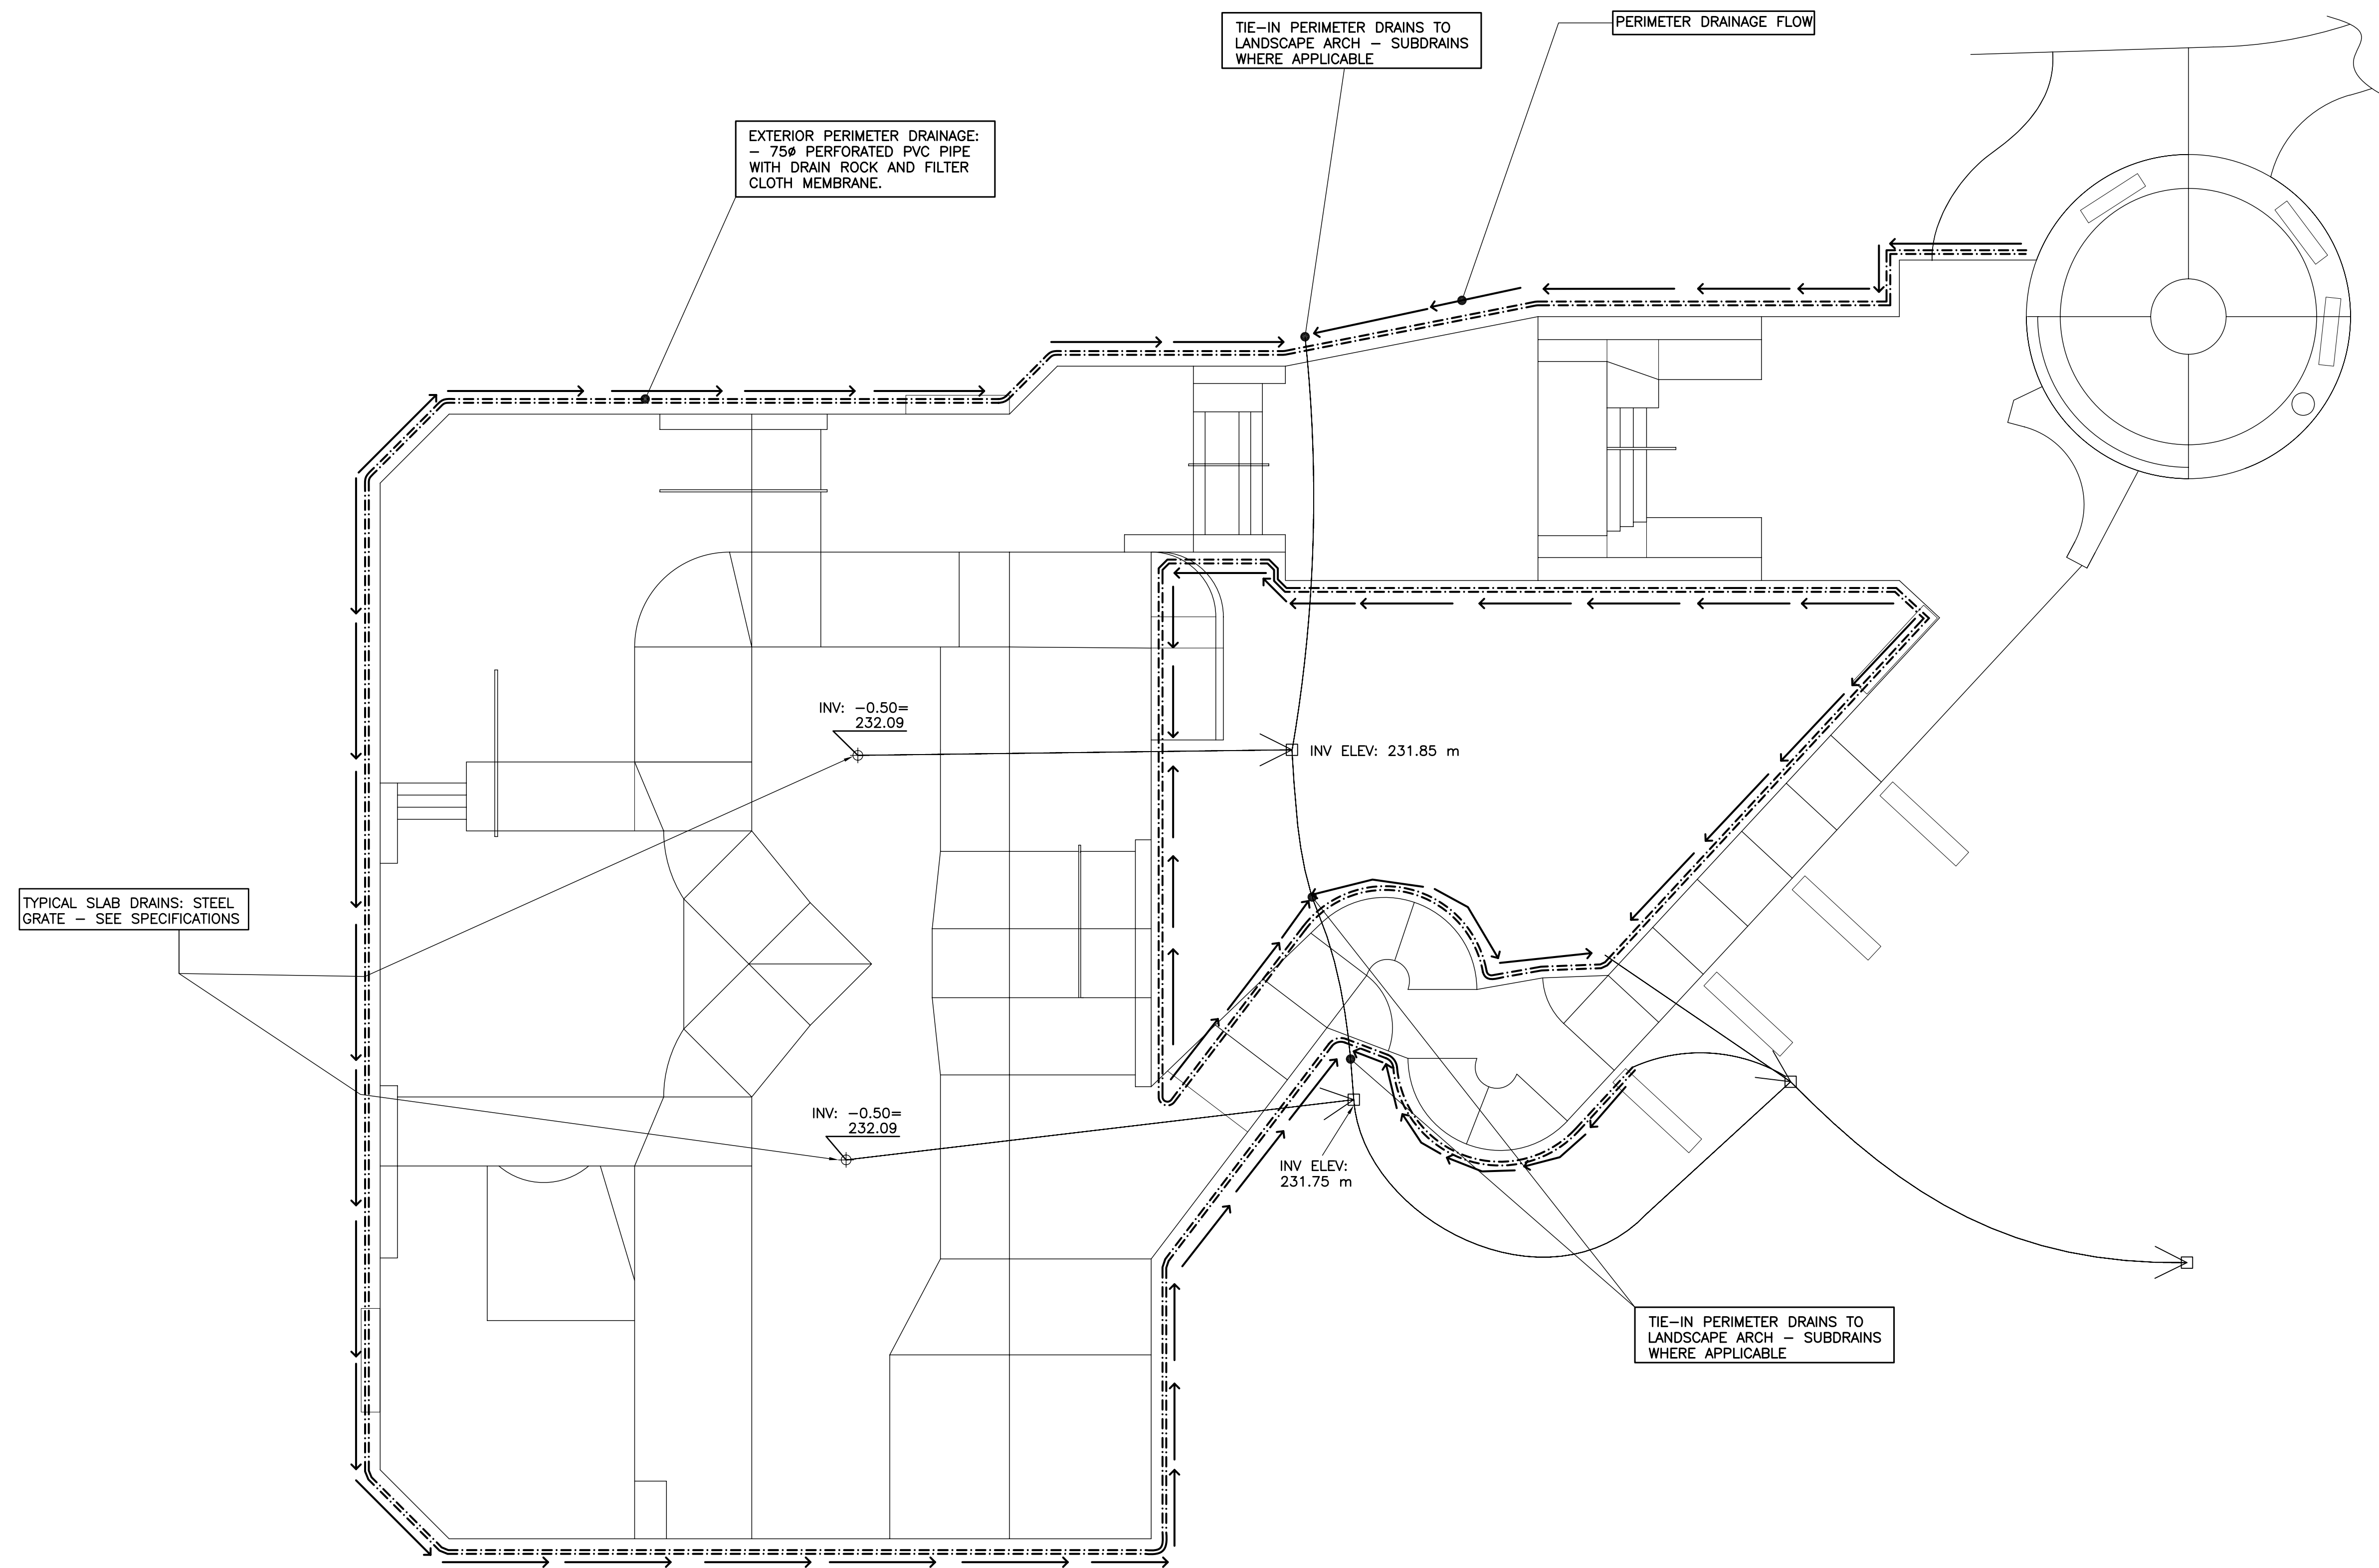 TIE-IN PERIMETER DRAINS TO
LANDSCAPE ARCH - SUBDRAINS
WHERE APPLICABLE
PERIMETER DRAINAGE FLOW
EXTERIOR PERIMETER DRAINAGE:
- 75ø PERFORATED PVC PIPE
WITH DRAIN ROCK AND FILTER
CLOTH MEMBRANE.
INV: -0.50=
232.09
INV ELEV: 231.85 m
TYPICAL SLAB DRAINS: STEEL
GRATE - SEE SPECIFICATIONS
INV: -0.50=
232.09
INV ELEV:
231.75 m
TIE-IN PERIMETER DRAINS TO
LANDSCAPE ARCH - SUBDRAINS
WHERE APPLICABLE